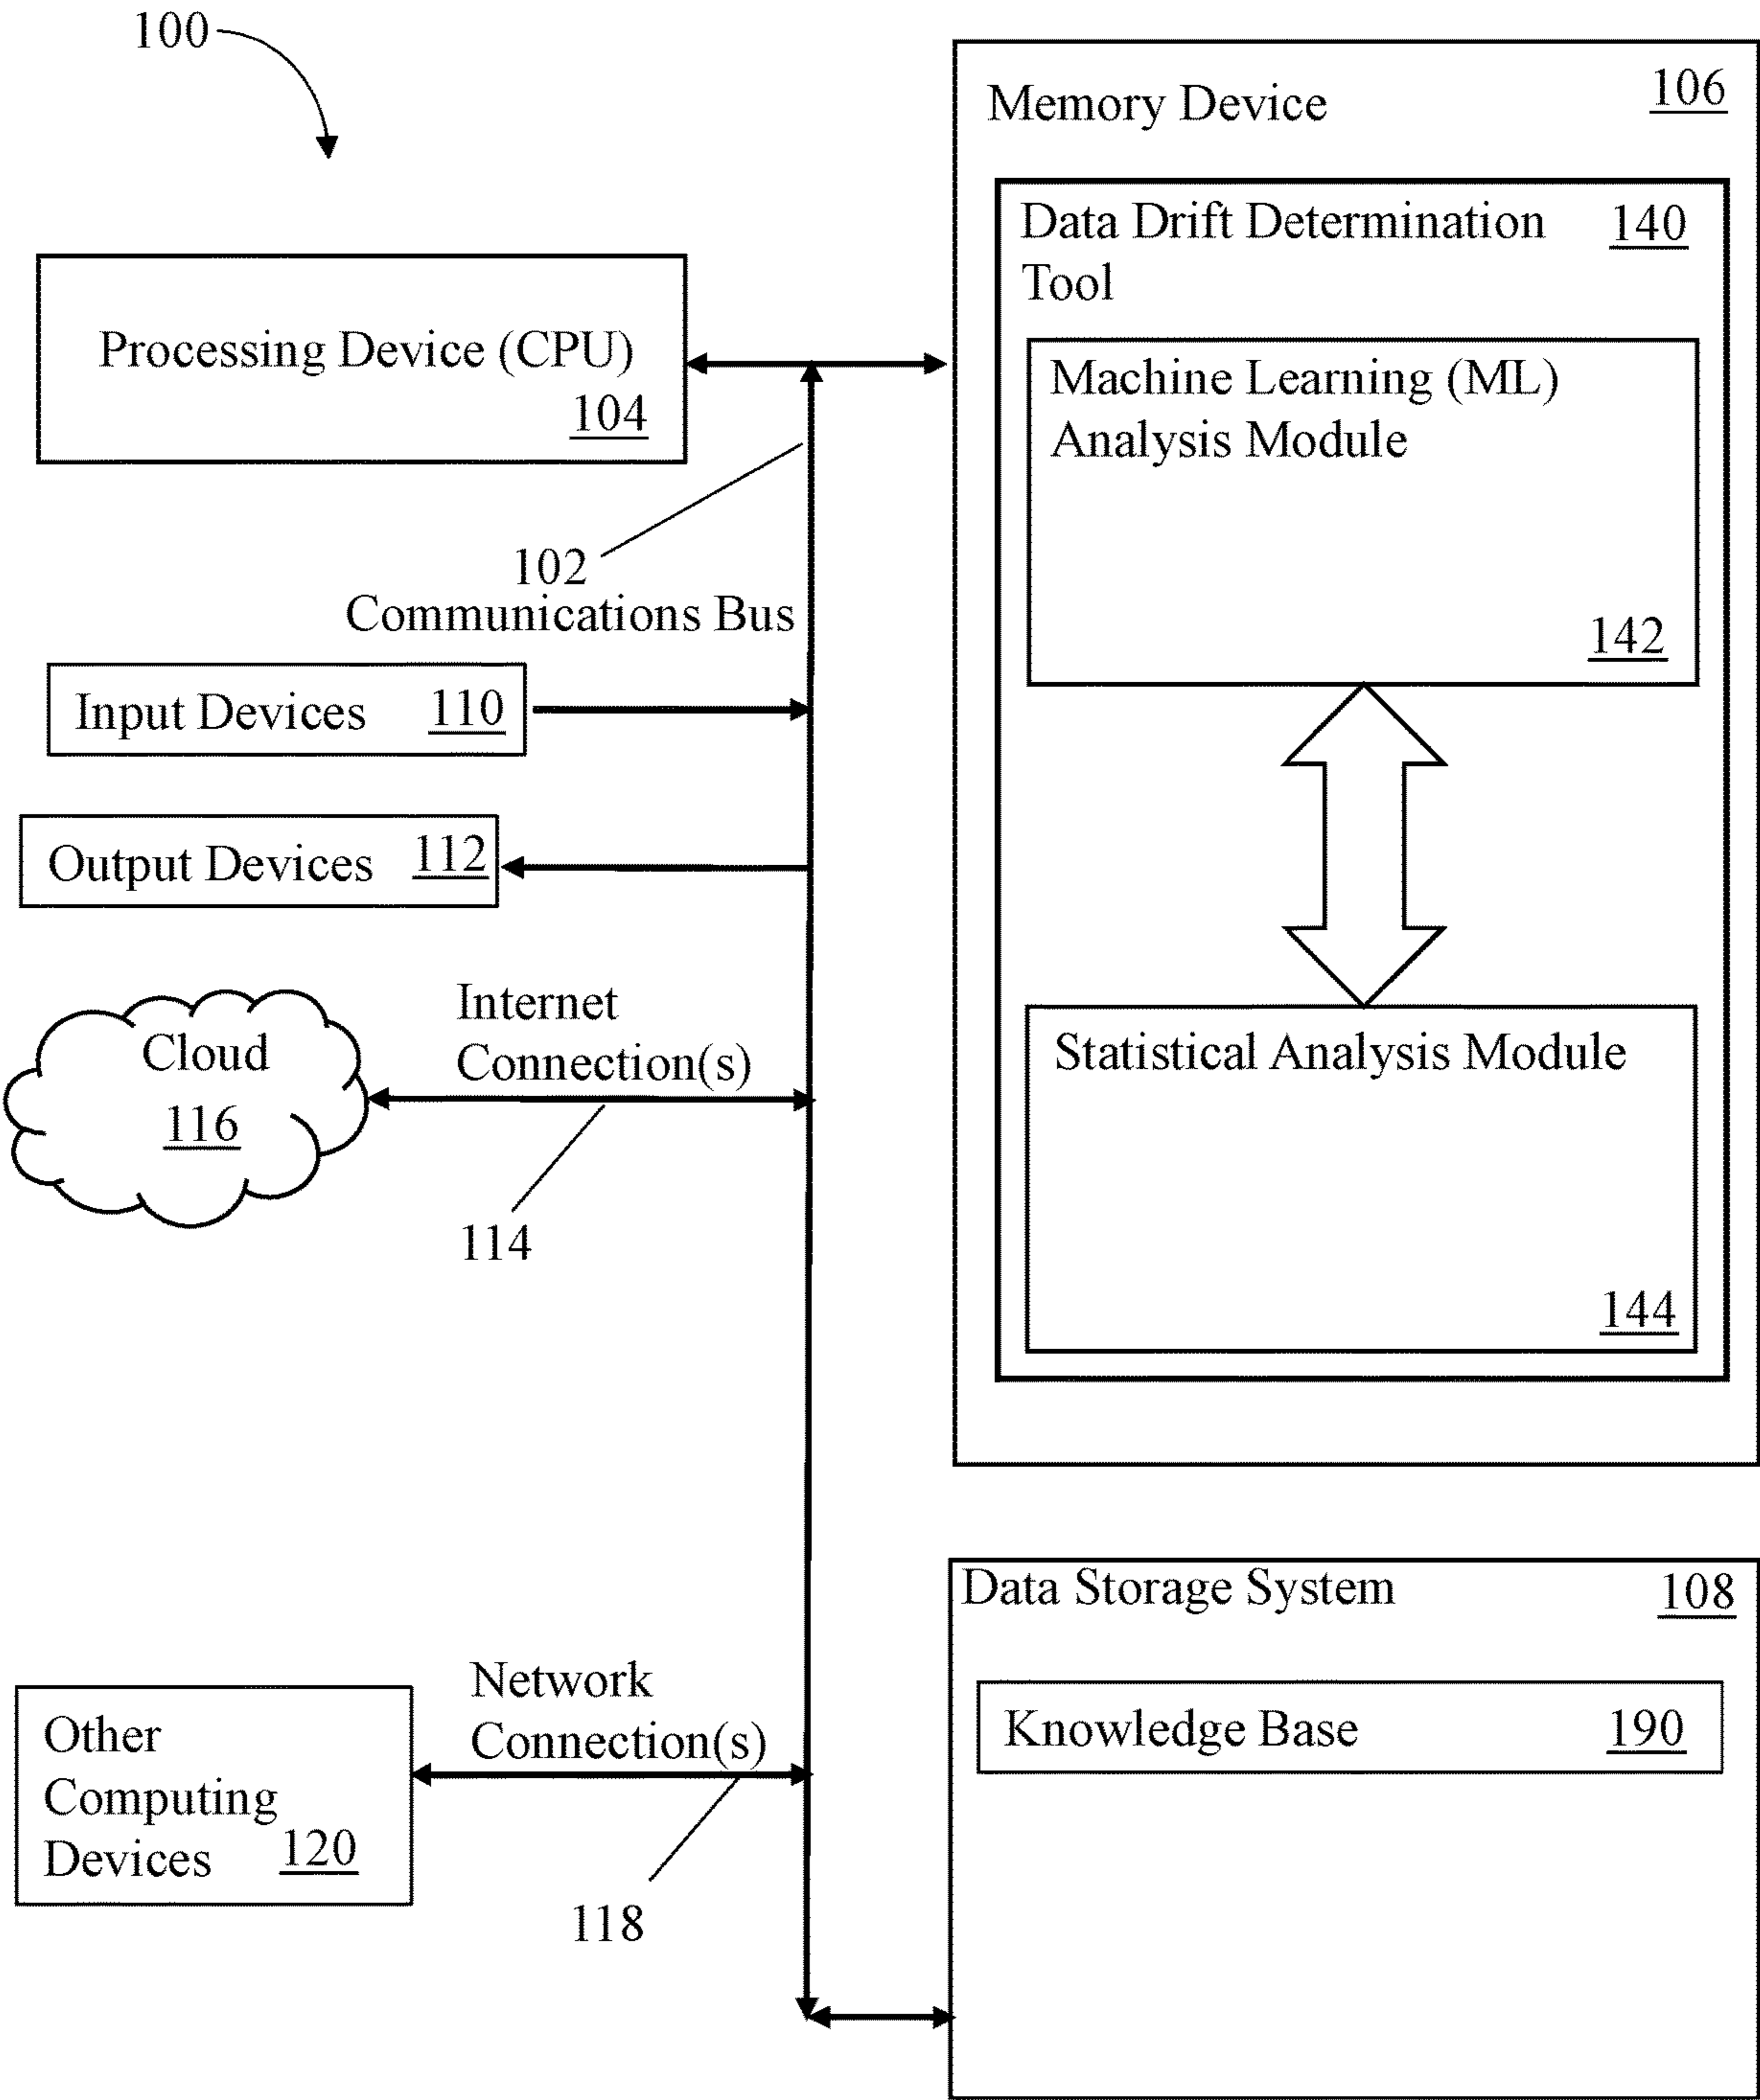 100
Memory Device 106
Data Drift Determination 140
Tool
Processing Device (CPU)
104
Machine Learning (ML)
Analysis Module
142
102
Communications Bus
Input Devices 110
Output Devices 112
Internet
Connection(s)
Cloud
116
114
Statistical Analysis Module
144
Data Storage System 108
Knowledge Base 190
Network
Connection(s)
Other
Computing
Devices 120
118